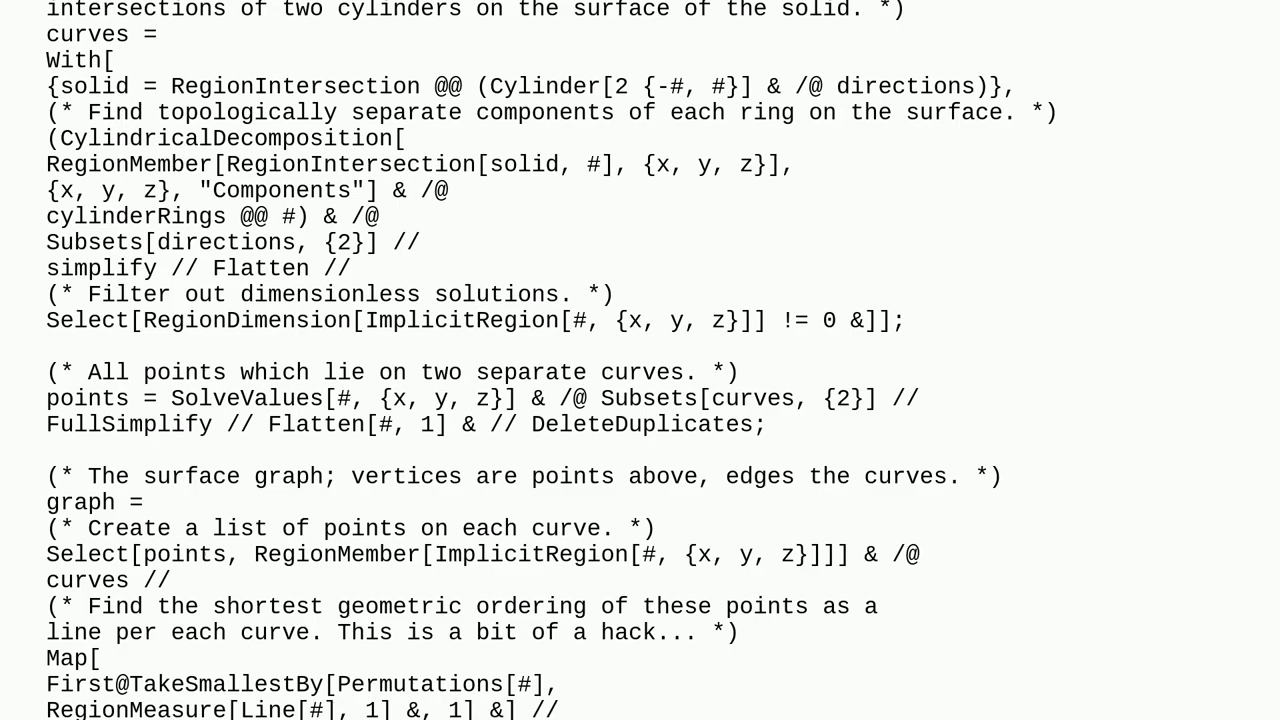 intersections of two cylinders on the surface of the solid. *)
curves =
With[
{solid = RegionIntersection @@ (Cylinder[2 {-#, #}] & /@ directions)},
(* Find topologically separate components of each ring on the surface. *)
(CylindricalDecomposition[
RegionMember[RegionIntersection[solid, #], {x, y, z}],
{x, y, z}, "Components"] & /@
cylinderRings @@ #) & /@
Subsets[directions, {2}] //
simplify // Flatten //
(* Filter out dimensionless solutions. *)
Select[RegionDimension[ImplicitRegion[#, {x, y, z}]] != 0 &]];
(* All points which lie on two separate curves. *)
points = SolveValues[#, {x, y, z}] & /@ Subsets[curves, {2}] //
FullSimplify // Flatten[#, 1] & // DeleteDuplicates;
(* The surface graph; vertices are points above, edges the curves. *)
graph =
(* Create a list of points on each curve. *)
Select[points, RegionMember[ImplicitRegion[#, {x, y, z}]]] & /@
curves //
(* Find the shortest geometric ordering of these points as a
line per each curve. This is a bit of a hack... *)
Map[
First@TakeSmallestBy[Permutations[#],
RegionMeasure[Line[#], 1] &, 1] &] //